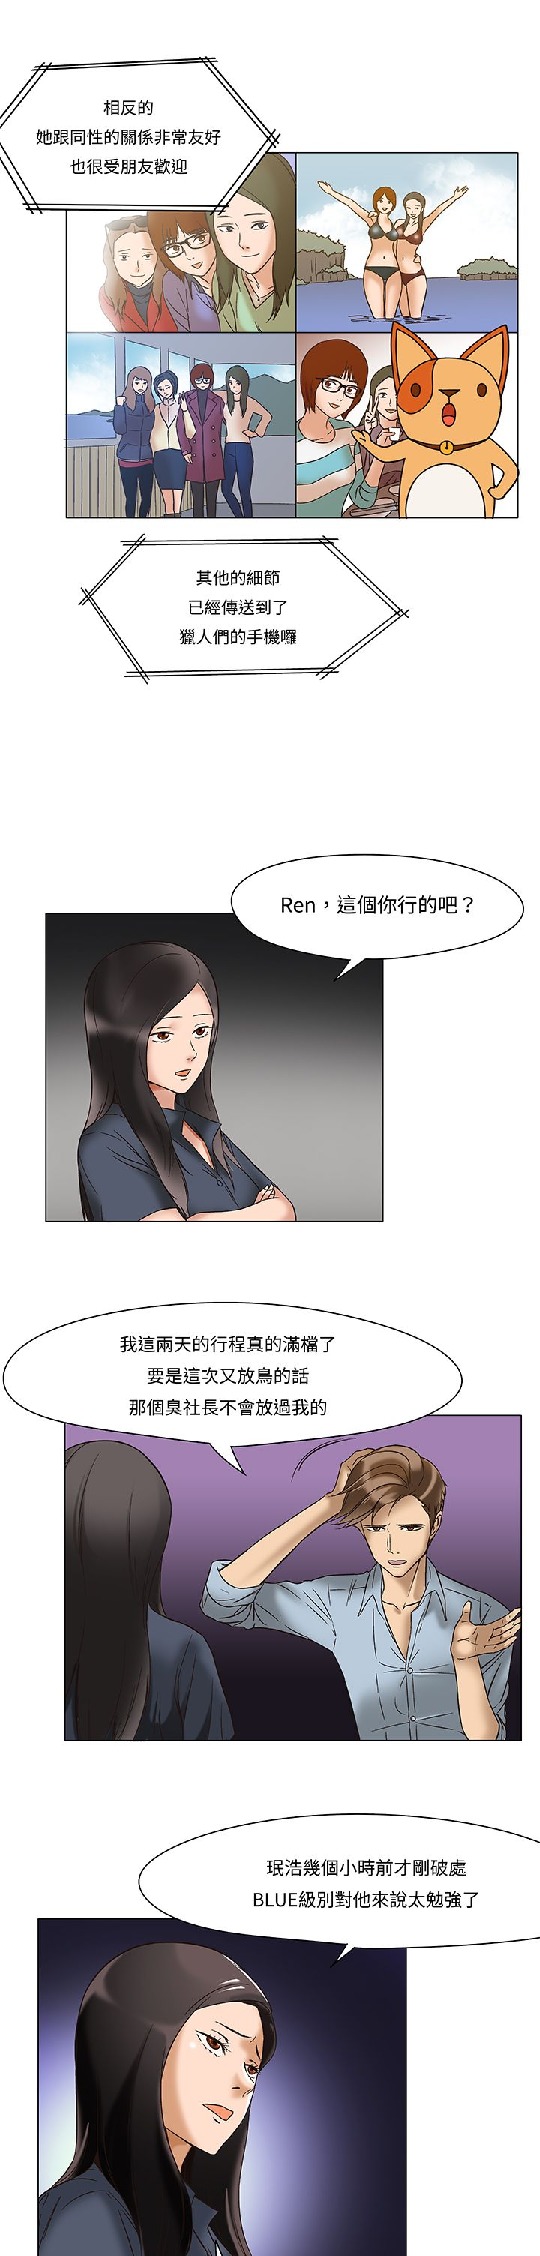 相反的
她跟同性的關係非常友好
也很受朋友歡迎
其他的細節
已經傳送到了
獵人們的手機囉
Ren，這個你行的吧？
我這兩天的行程真的滿檔了
要是這次又放鳥的話
那個臭社長不會放過我的
珉浩幾個小時前才剛破處
BLUE級別對他來說太勉強了